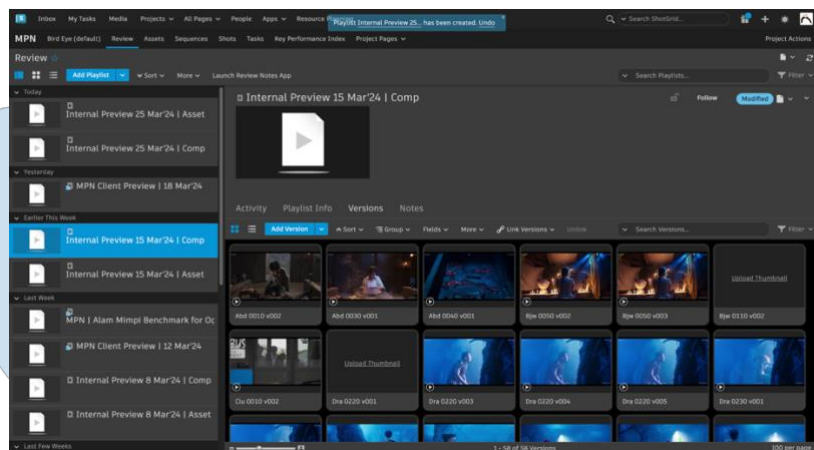 Inbox My Tasks Media Projects All Pages People Apps Resource
Playlist Internal Preview 25... has been created. Undo
Search ShotGrid...
MPN Bird Eye (default) Review Assets Sequences Shots Tasks Key Performance Index Project Pages Project Actions
Review
Add Playlist Sort More Launch Review Notes App
Search Playlists... Filter
Today
Internal Preview 25 Mar'24 | Asset
Internal Preview 25 Mar'24 | Comp
Yesterday
MPN Client Preview | 18 Mar'24
Earlier This Week
Internal Preview 15 Mar'24 | Comp
Internal Preview 15 Mar'24 | Asset
Last Week
MPN | Alam Mimpi Benchmark for Oc
MPN Client Preview | 12 Mar'24
Internal Preview 8 Mar'24 | Comp
Internal Preview 8 Mar'24 | Asset
Last Few Weeks
Internal Preview 15 Mar'24 | Comp
Follow Modified
Activity Playlist Info Versions Notes
Add Version Sort Group Fields More Link Versions Unlink Search Versions... Filter
Upload Thumbnail
Abd 0010 v002 Abd 0030 v001 Abd 0040 v001 Bjw 0050 v002 Bjw 0050 v003 Bjw 0110 v002
Upload Thumbnail
Clu 0010 v002 Dra 0220 v001 Dra 0220 v003 Dra 0220 v004 Dra 0220 v005 Dra 0230 v001
1 - 58 of 58 Versions
100 per page